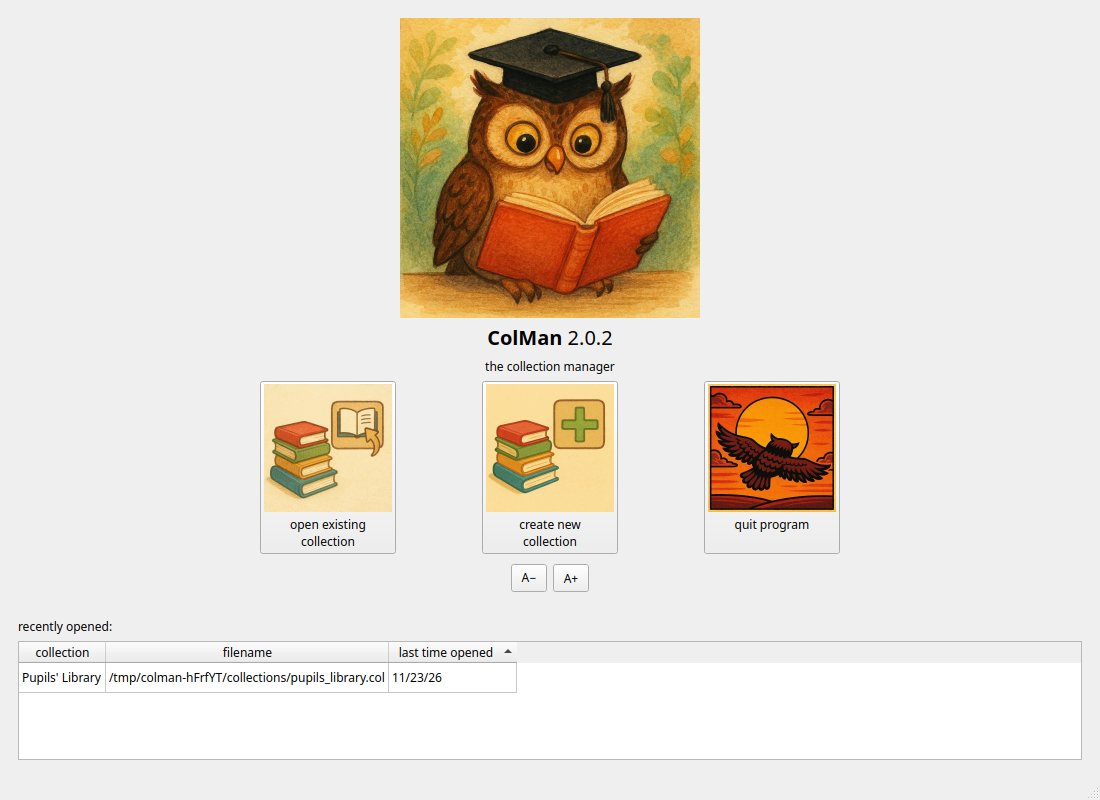 ColMan 2.0.2
the collection manager
open existing
collection
create new
collection
quit program
A− A+
recently opened:
collection filename last time opened
Pupils' Library /tmp/colman-hFrfYT/collections/pupils_library.col 11/23/26